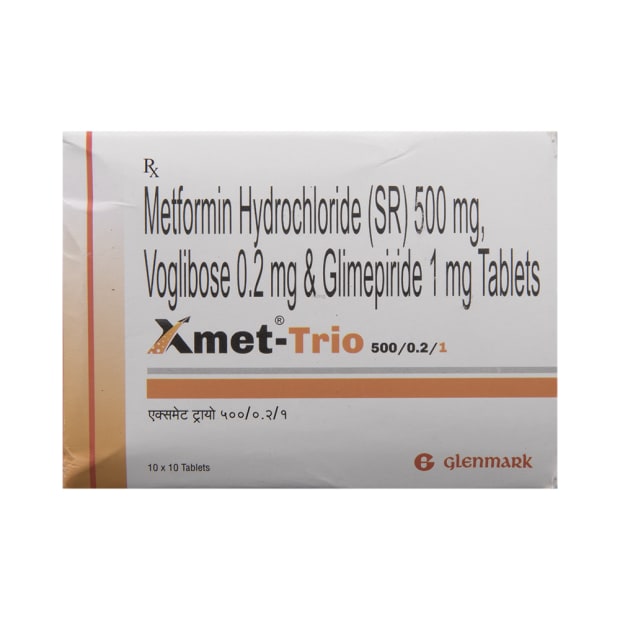 Rx
Metformin Hydrochloride (SR) 500 mg,
Voglibose 0.2 mg & Glimepiride 1 mg Tablets
Xmet®-Trio 500/0.2/1
एक्समेट ट्रायो ५००/०.२/१
10 x 10 Tablets
G glenmark